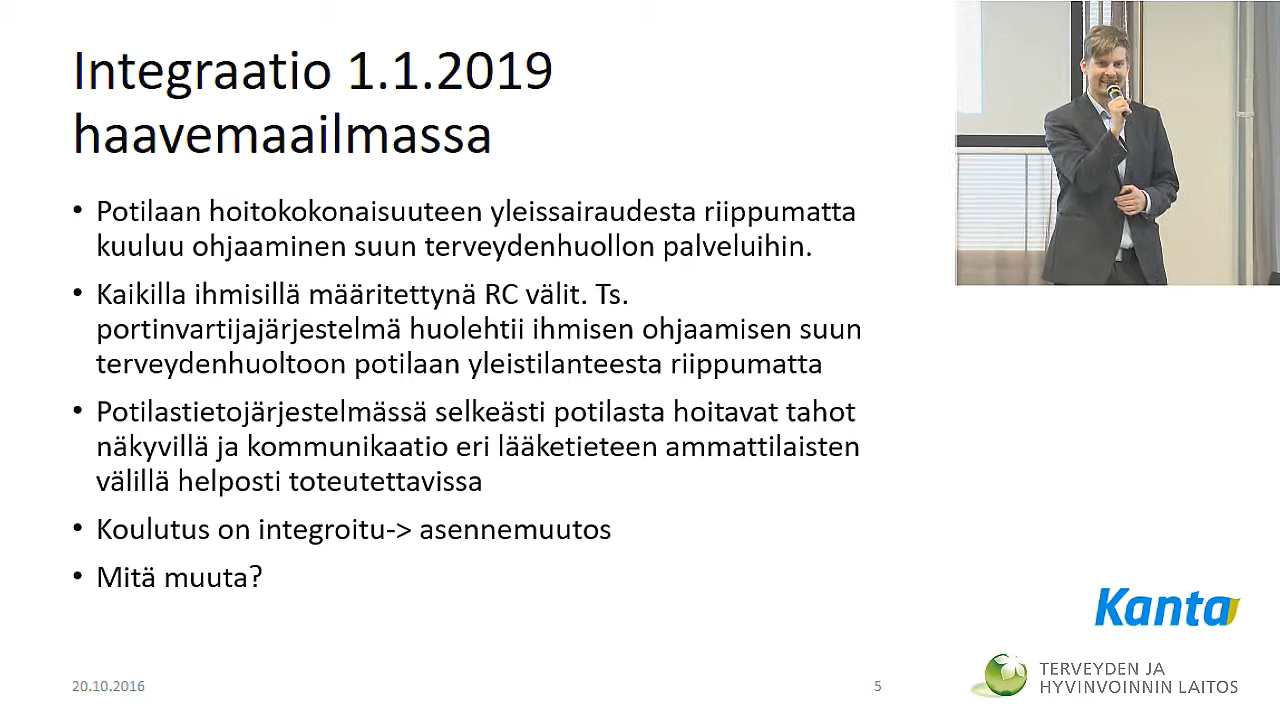 Integraatio 1.1.2019
haavemaailmassa
• Potilaan hoitokokonaisuuteen yleissairaudesta riippumatta
kuuluu ohjaaminen suun terveydenhuollon palveluihin.
• Kaikilla ihmisillä määritettynä RC välit. Ts.
portinvartijajärjestelmä huolehtii ihmisen ohjaamisen suun
terveydenhuoltoon potilaan yleistilanteesta riippumatta
• Potilastietojärjestelmässä selkeästi potilasta hoitavat tahot
näkyvillä ja kommunikaatio eri lääketieteen ammattilaisten
välillä helposti toteutettavissa
• Koulutus on integroitu-> asennemuutos
• Mitä muuta?
Kanta
TERVEYDEN JA
HYVINVOINNIN LAITOS
20.10.2016
5